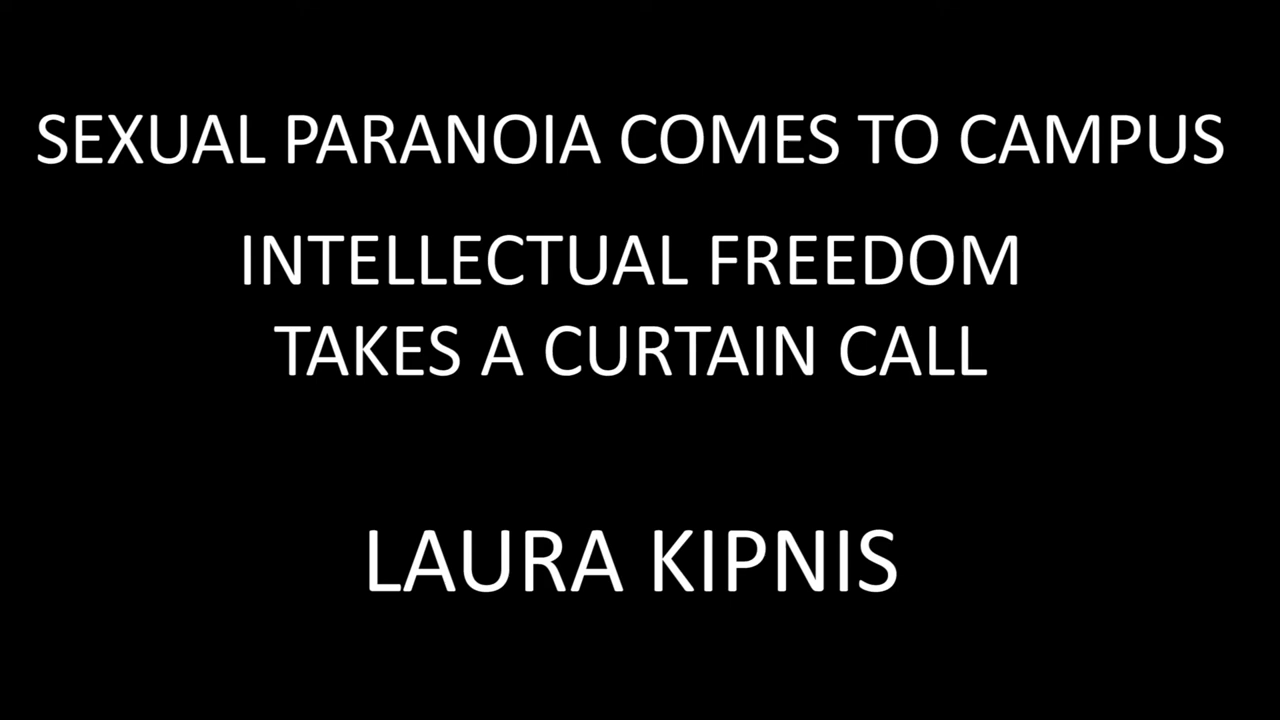 SEXUAL PARANOIA COMES TO CAMPUS
INTELLECTUAL FREEDOM
TAKES A CURTAIN CALL
LAURA KIPNIS